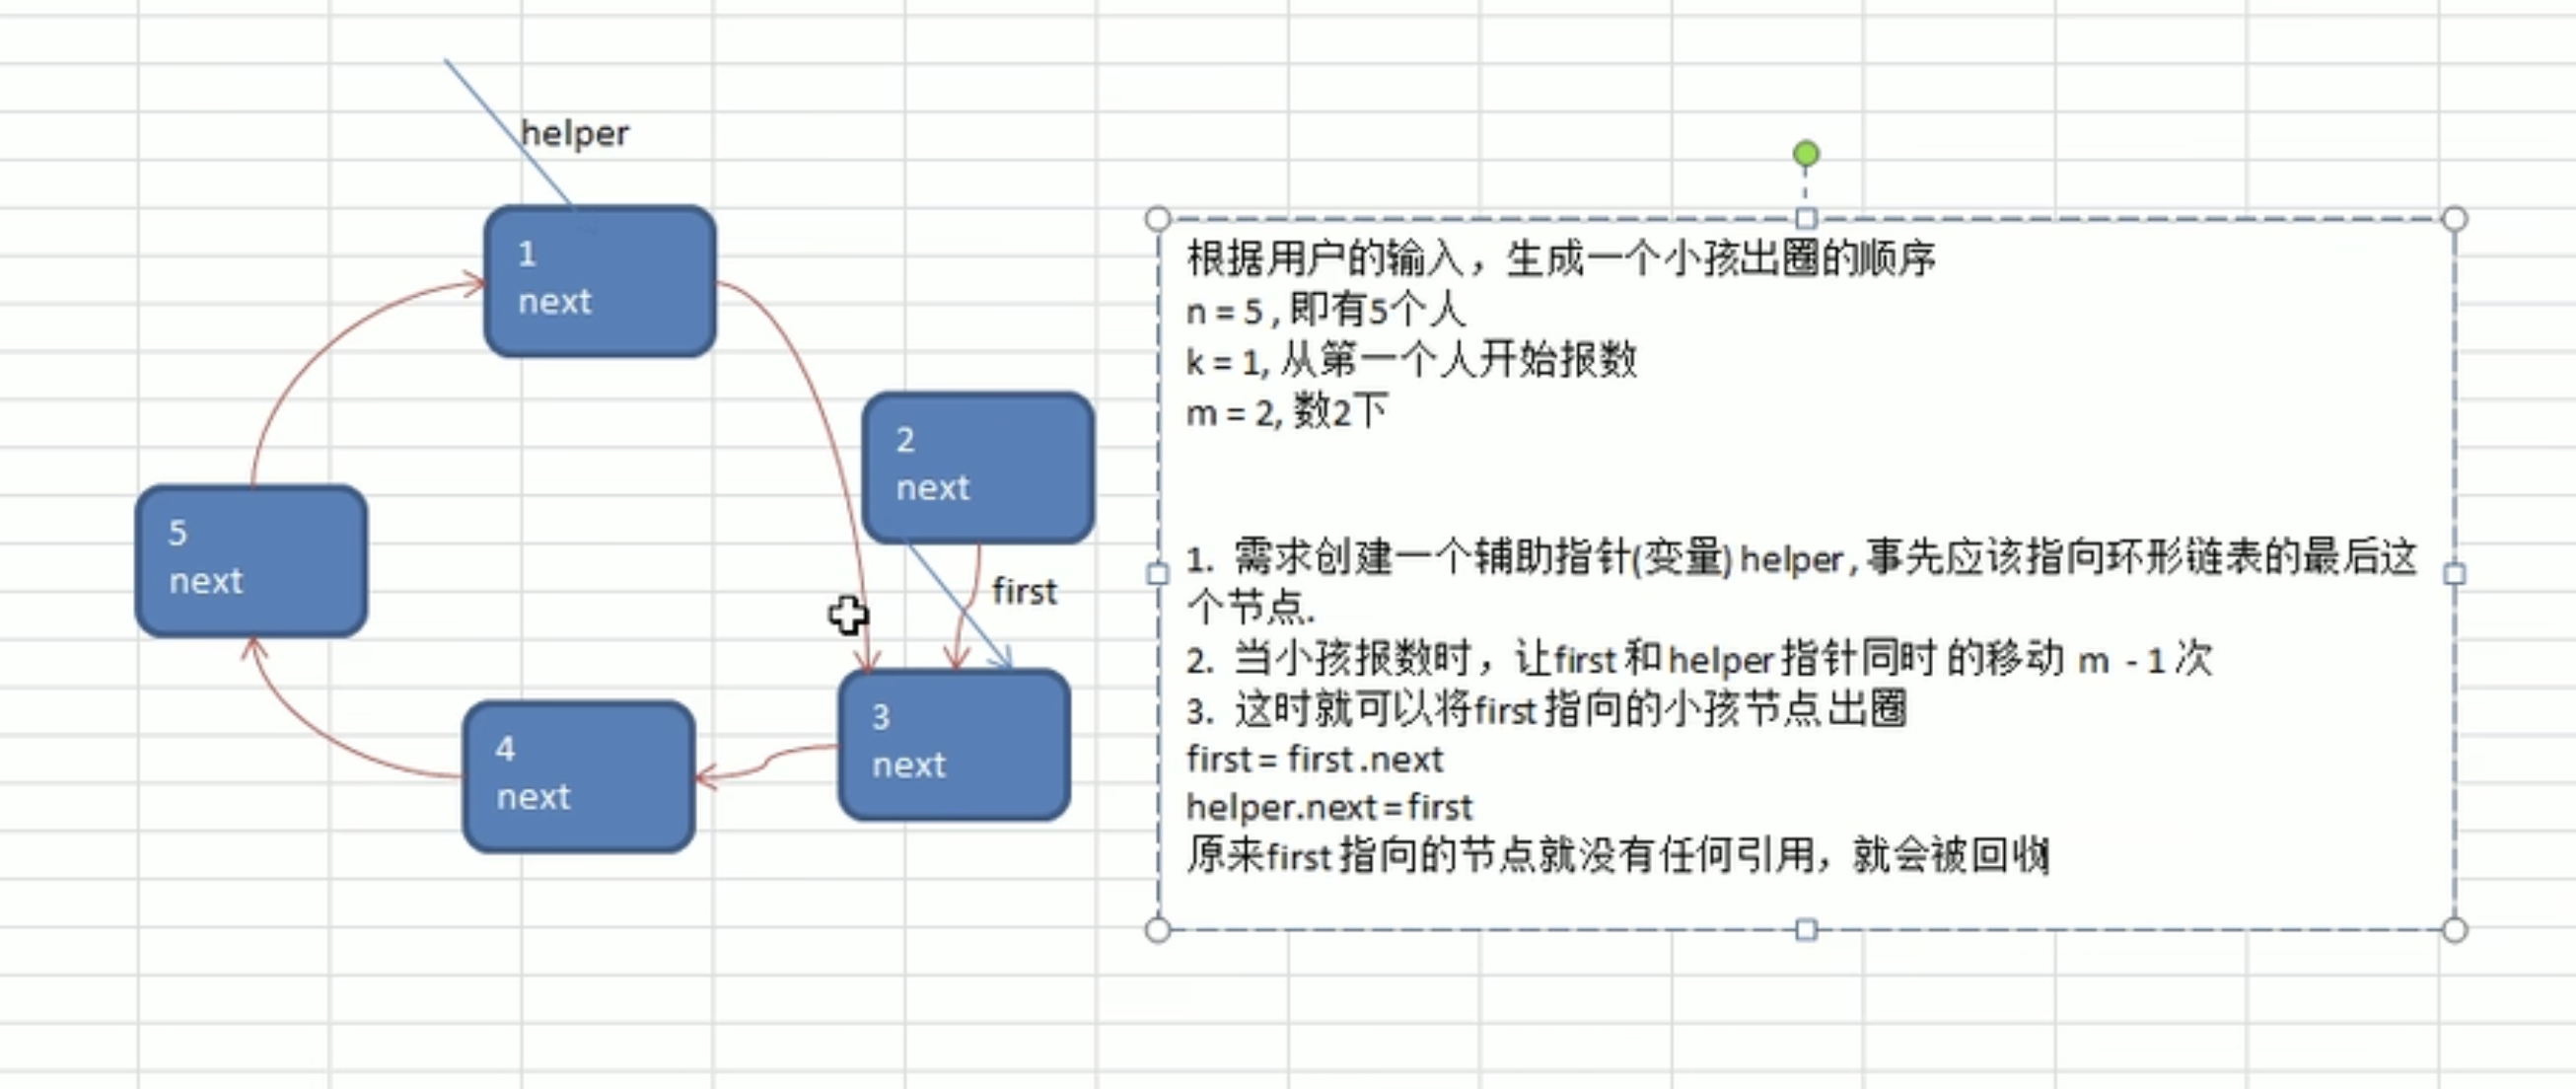 helper
1
next
2
next
first
5
next
3
next
4
next
根据用户的输入，生成一个小孩出圈的顺序
n = 5 , 即有5个人
k = 1, 从第一个人开始报数
m = 2, 数2下
1. 需求创建一个辅助指针(变量) helper , 事先应该指向环形链表的最后这
个节点.
2. 当小孩报数时，让first 和 helper 指针同时 的移动 m - 1 次
3. 这时就可以将first 指向的小孩节点 出圈
first = first .next
helper.next = first
原来first 指向的节点就没有任何引用，就会被回收